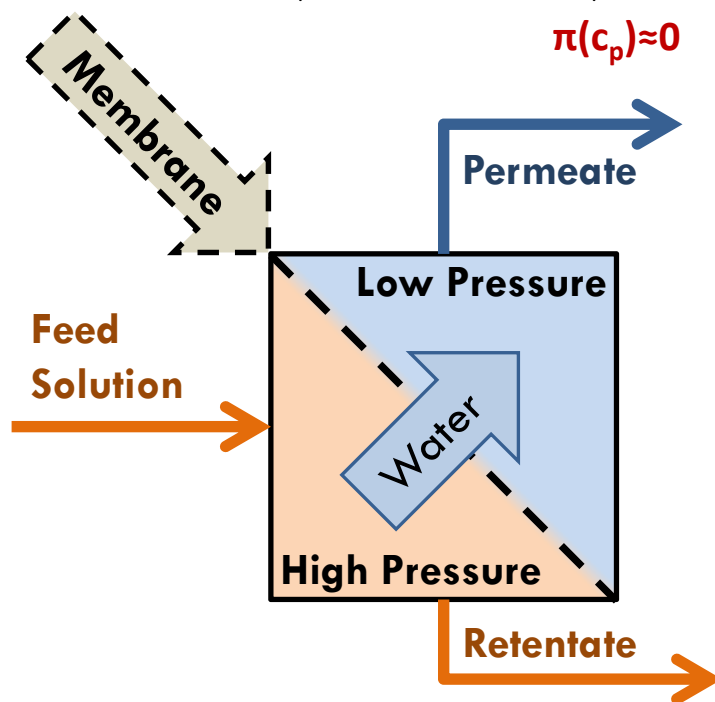 π(cₚ)≈0
Membrane
Permeate
Low Pressure
Feed
Solution
Water
High Pressure
Retentate